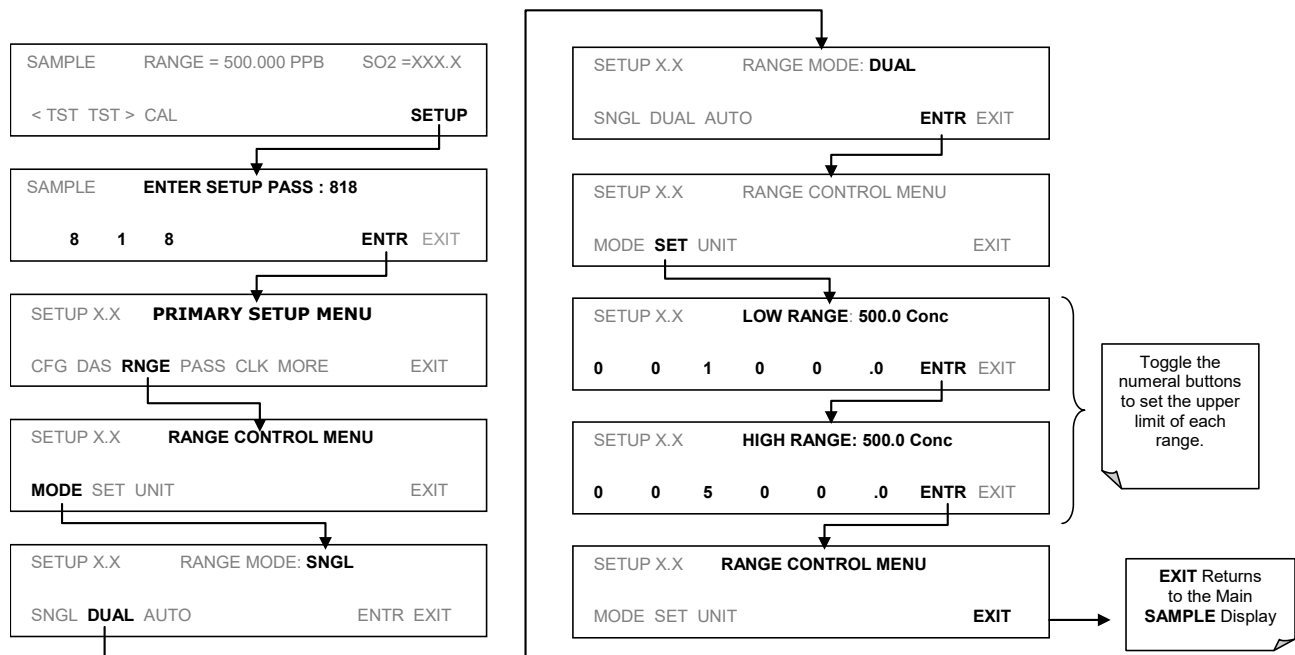 SAMPLE RANGE = 500.000 PPB SO2 =XXX.X
< TST TST > CAL SETUP
SAMPLE ENTER SETUP PASS : 818
8 1 8 ENTR EXIT
SETUP X.X PRIMARY SETUP MENU
CFG DAS RNGE PASS CLK MORE EXIT
SETUP X.X RANGE CONTROL MENU
MODE SET UNIT EXIT
SETUP X.X RANGE MODE: SNGL
SNGL DUAL AUTO ENTR EXIT
SETUP X.X RANGE MODE: DUAL
SNGL DUAL AUTO ENTR EXIT
SETUP X.X RANGE CONTROL MENU
MODE SET UNIT EXIT
SETUP X.X LOW RANGE: 500.0 Conc
0 0 1 0 0 .0 ENTR EXIT
SETUP X.X HIGH RANGE: 500.0 Conc
0 0 5 0 0 .0 ENTR EXIT
Toggle the
numeral buttons
to set the upper
limit of each
range.
SETUP X.X RANGE CONTROL MENU
MODE SET UNIT EXIT
EXIT Returns
to the Main
SAMPLE Display